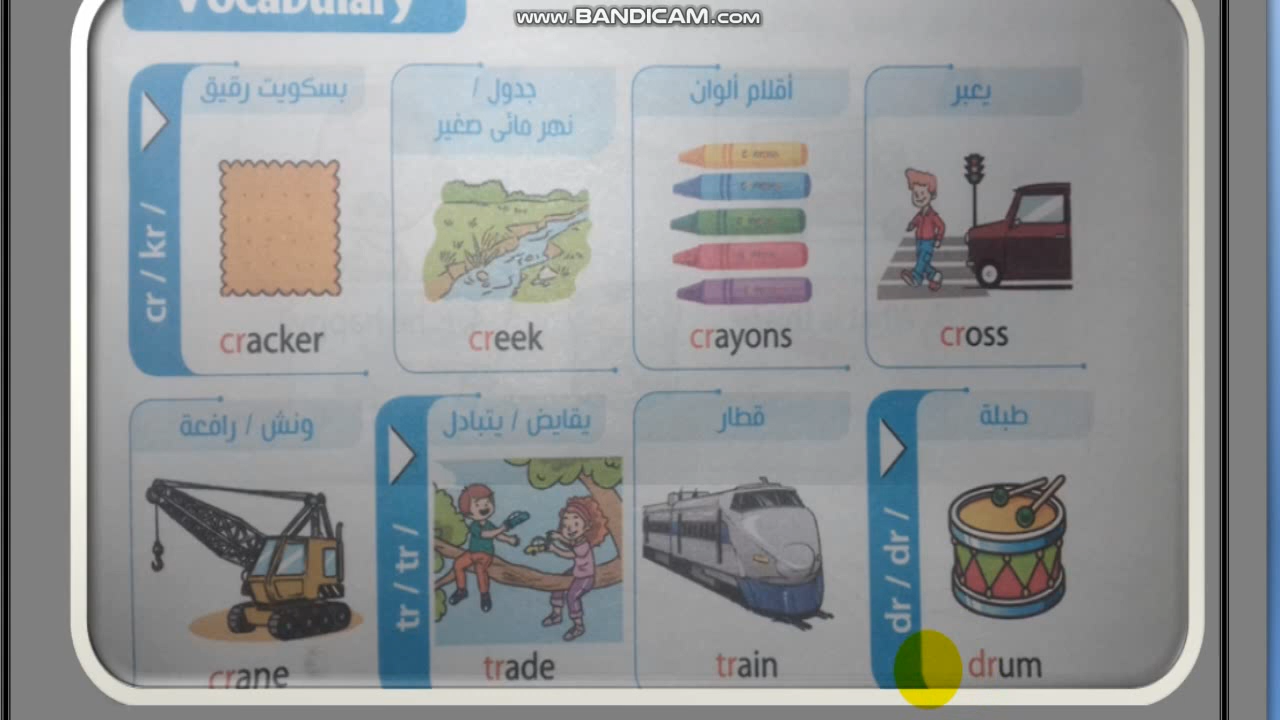 www.BANDICAM.com
Vocabulary
cr / kr /
بسكويت رقيق
cracker
جدول /
نهر مائى صغير
creek
أقلام ألوان
crayons
يعبر
cross
ونش / رافعة
crane
tr / tr /
يقايض / يتبادل
trade
قطار
train
dr / dr /
طبلة
drum